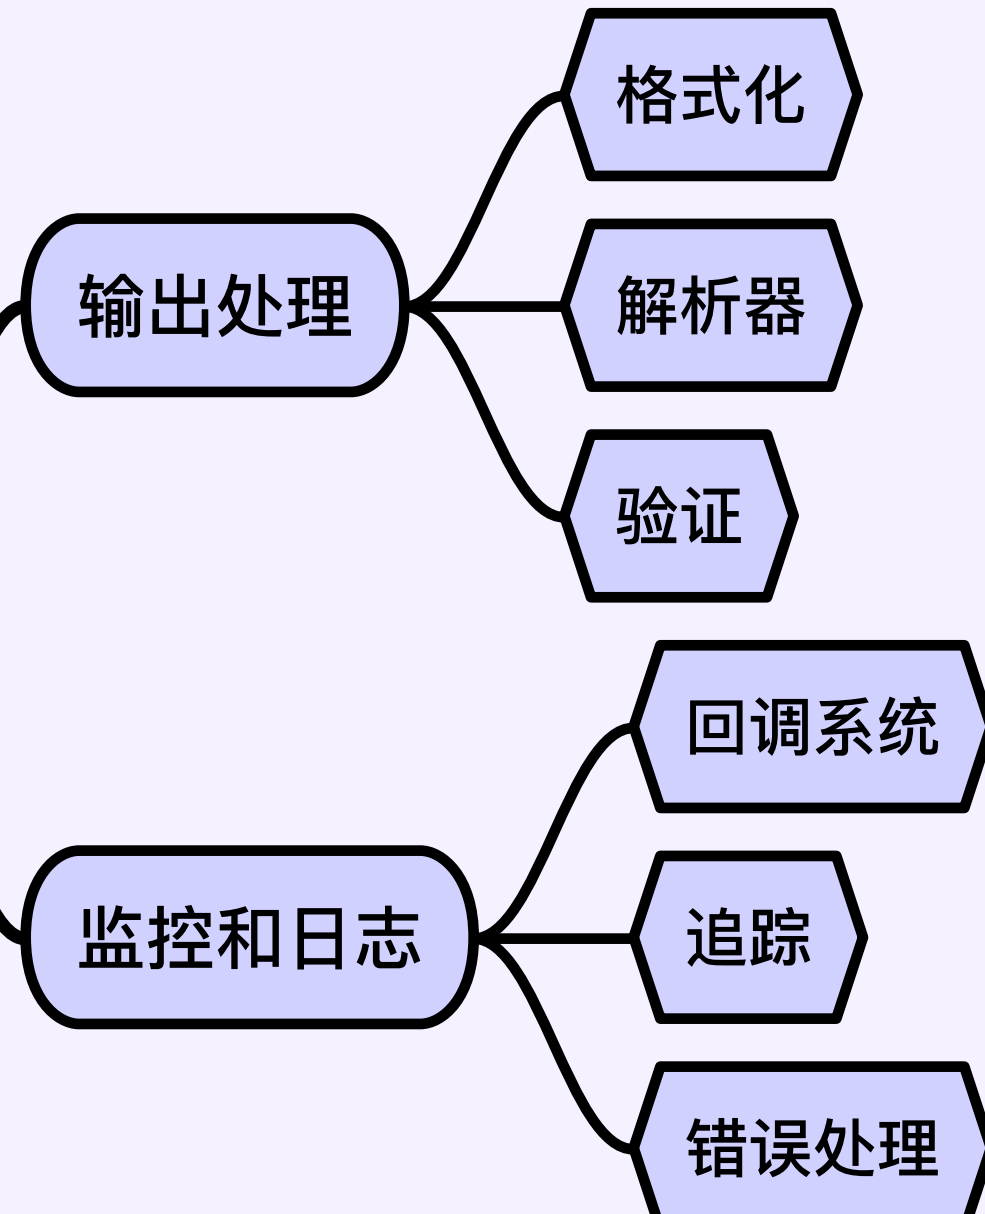 输出处理
格式化
解析器
验证
监控和日志
回调系统
追踪
错误处理